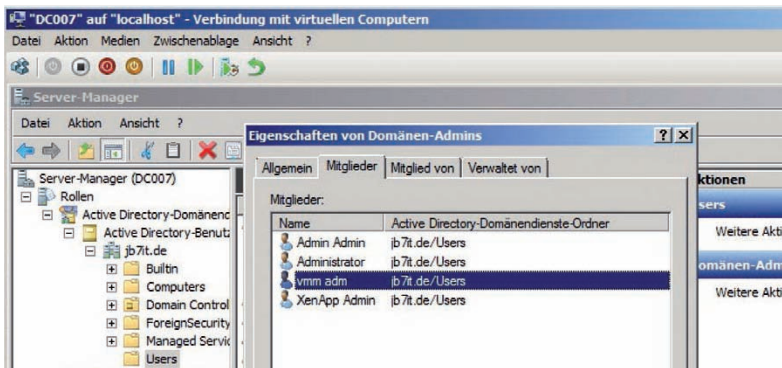 "DC007" auf "localhost" - Verbindung mit virtuellen Computern
Datei Aktion Medien Zwischenablage Ansicht ?
Server-Manager
Datei Aktion Ansicht ?
Server-Manager (DC007)
Rollen
Active Directory-Domänend
Active Directory-Benutz
jb7it.de
Builtin
Computers
Domain Control
ForeignSecurity
Managed Servic
Users
Eigenschaften von Domänen-Admins
Allgemein Mitglieder Mitglied von Verwaltet von
Mitglieder:
Name Active Directory-Domänendienste-Ordner
Admin Admin jb7it.de/Users
Administrator jb7it.de/Users
vmm adm jb7it.de/Users
XenApp Admin jb7it.de/Users
ktionen
sers
Weitere Akti
omänen-Adm
Weitere Akti